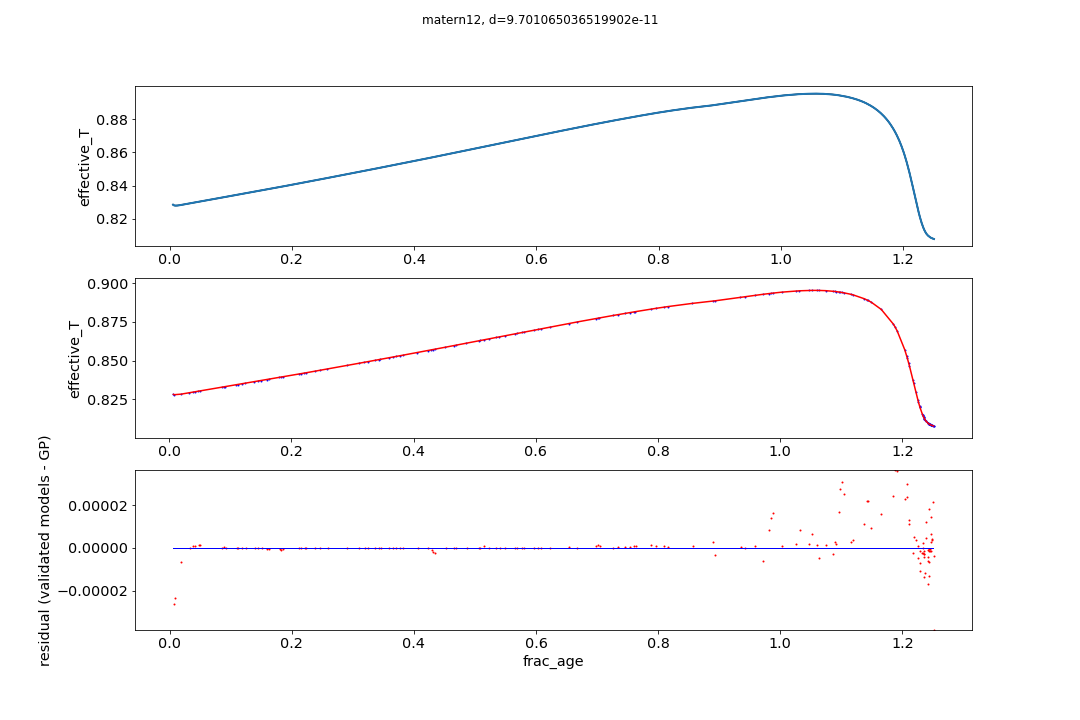 matern12, d=9.701065036519902e-11
effective_T
0.88
0.86
0.84
0.82
0.0 0.2 0.4 0.6 0.8 1.0 1.2
effective_T
0.900
0.875
0.850
0.825
0.0 0.2 0.4 0.6 0.8 1.0 1.2
residual (validated models - GP)
0.00002
0.00000
−0.00002
0.0 0.2 0.4 0.6 0.8 1.0 1.2
frac_age